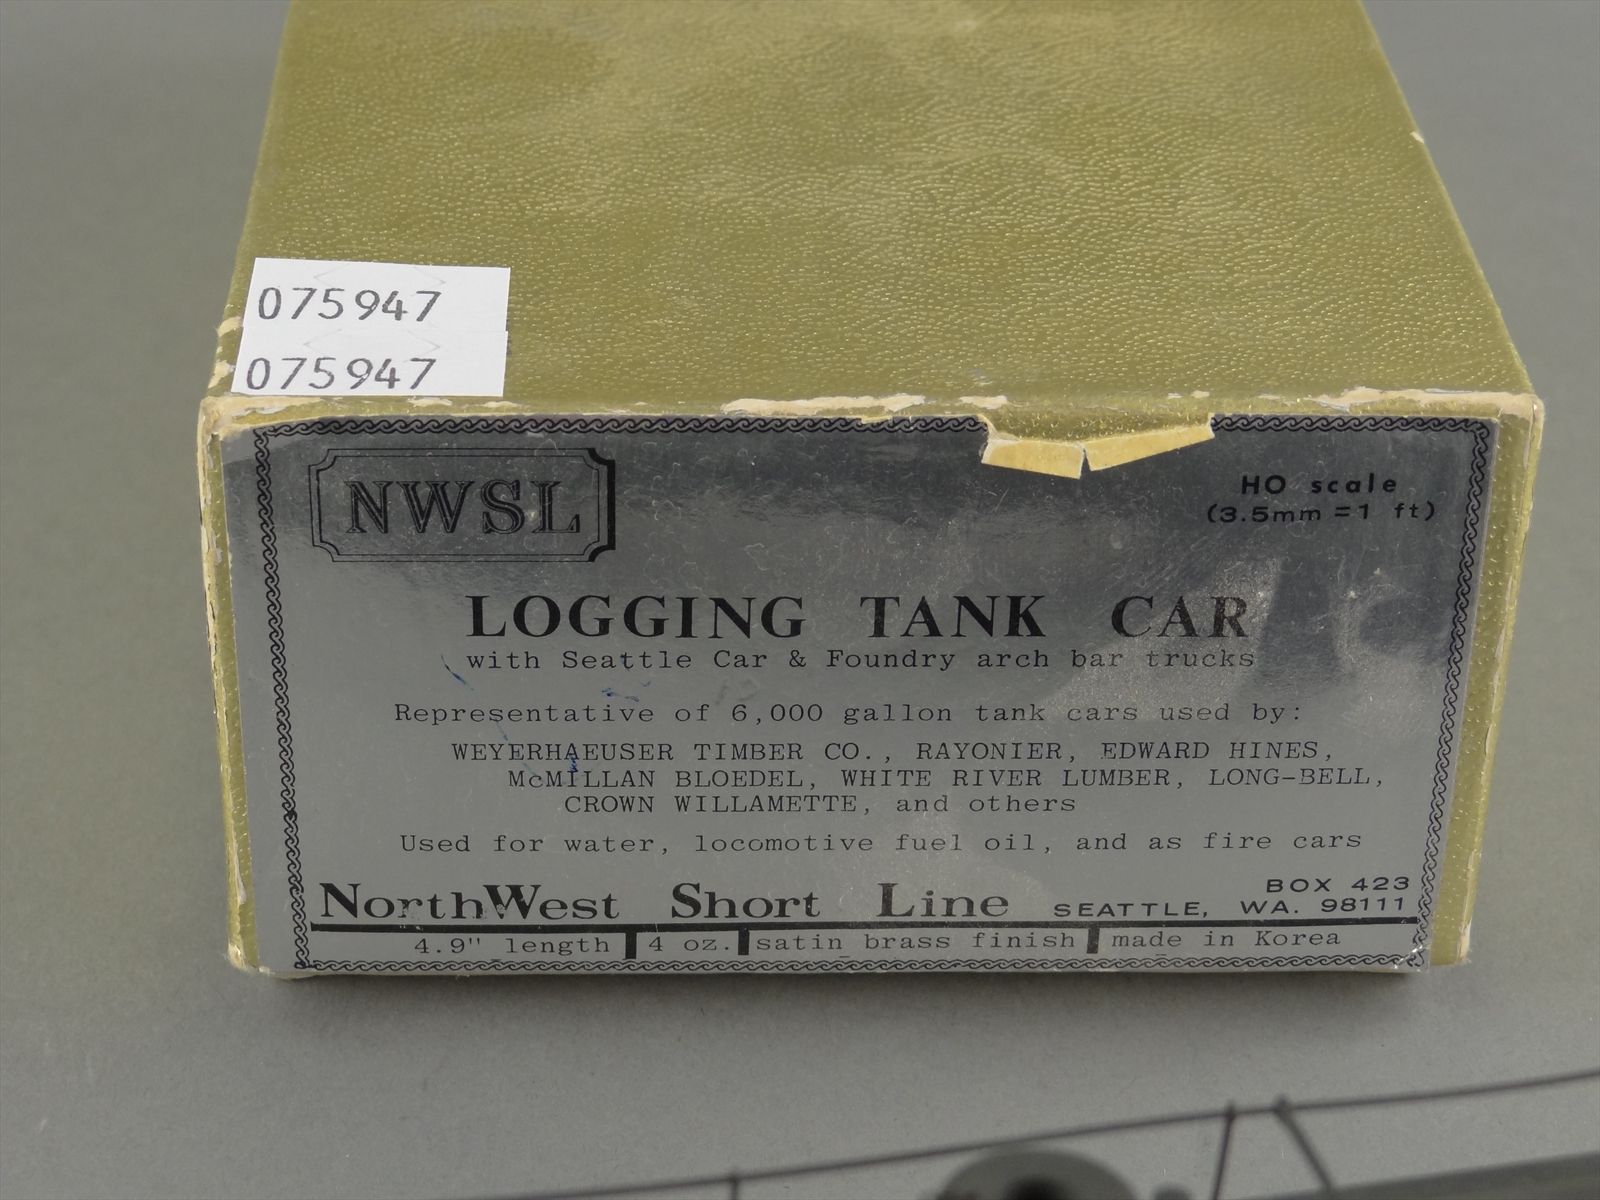 075947
075947
NWSL
HO scale
(3.5mm = 1 ft)
LOGGING TANK CAR
with Seattle Car & Foundry arch bar trucks
Representative of 6,000 gallon tank cars used by:
WEYERHAEUSER TIMBER CO., RAYONIER, EDWARD HINES,
McMILLAN BLOEDEL, WHITE RIVER LUMBER, LONG-BELL,
CROWN WILLAMETTE, and others
Used for water, locomotive fuel oil, and as fire cars
NorthWest Short Line
BOX 423
SEATTLE, WA. 98111
4.9" length 4 oz. satin brass finish made in Korea